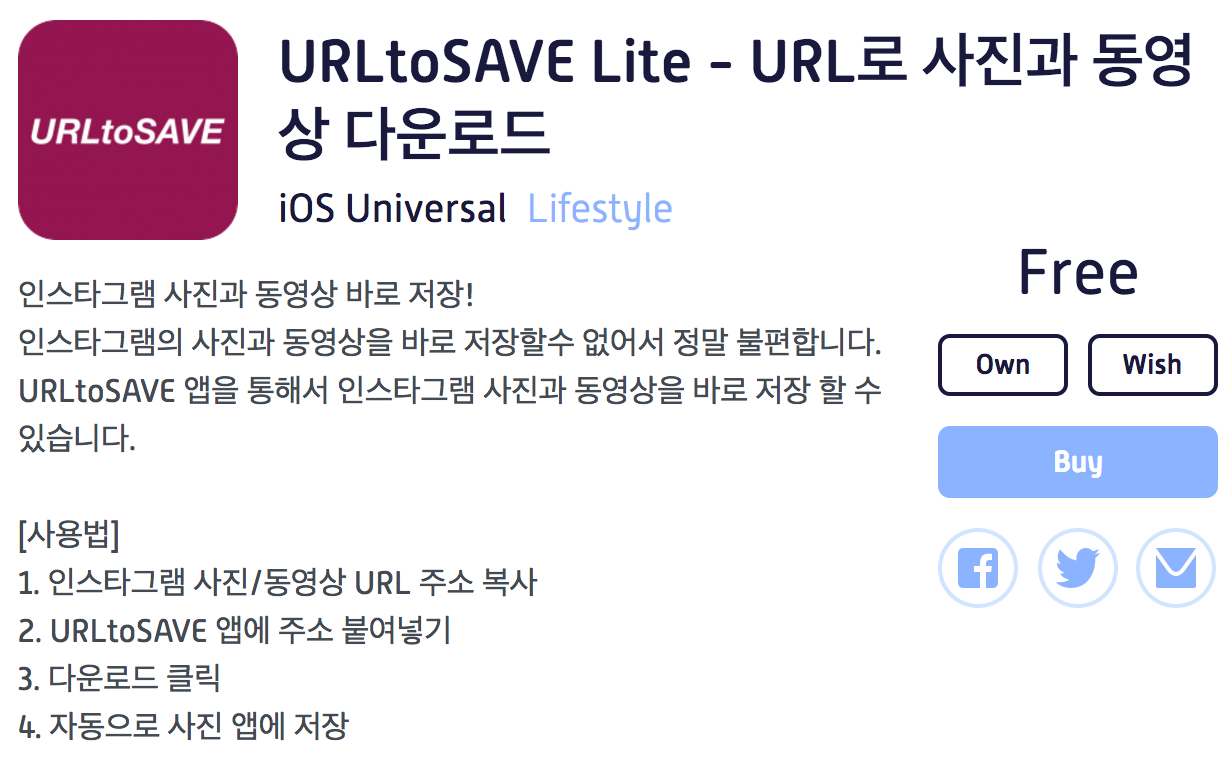 URLtoSAVE
URLtoSAVE Lite - URL로 사진과 동영
상 다운로드
iOS Universal Lifestyle
인스타그램 사진과 동영상 바로 저장!
인스타그램의 사진과 동영상을 바로 저장할수 없어서 정말 불편합니다.
URLtoSAVE 앱을 통해서 인스타그램 사진과 동영상을 바로 저장 할 수
있습니다.
[사용법]
1. 인스타그램 사진/동영상 URL 주소 복사
2. URLtoSAVE 앱에 주소 붙여넣기
3. 다운로드 클릭
4. 자동으로 사진 앱에 저장
Free
Own Wish
Buy